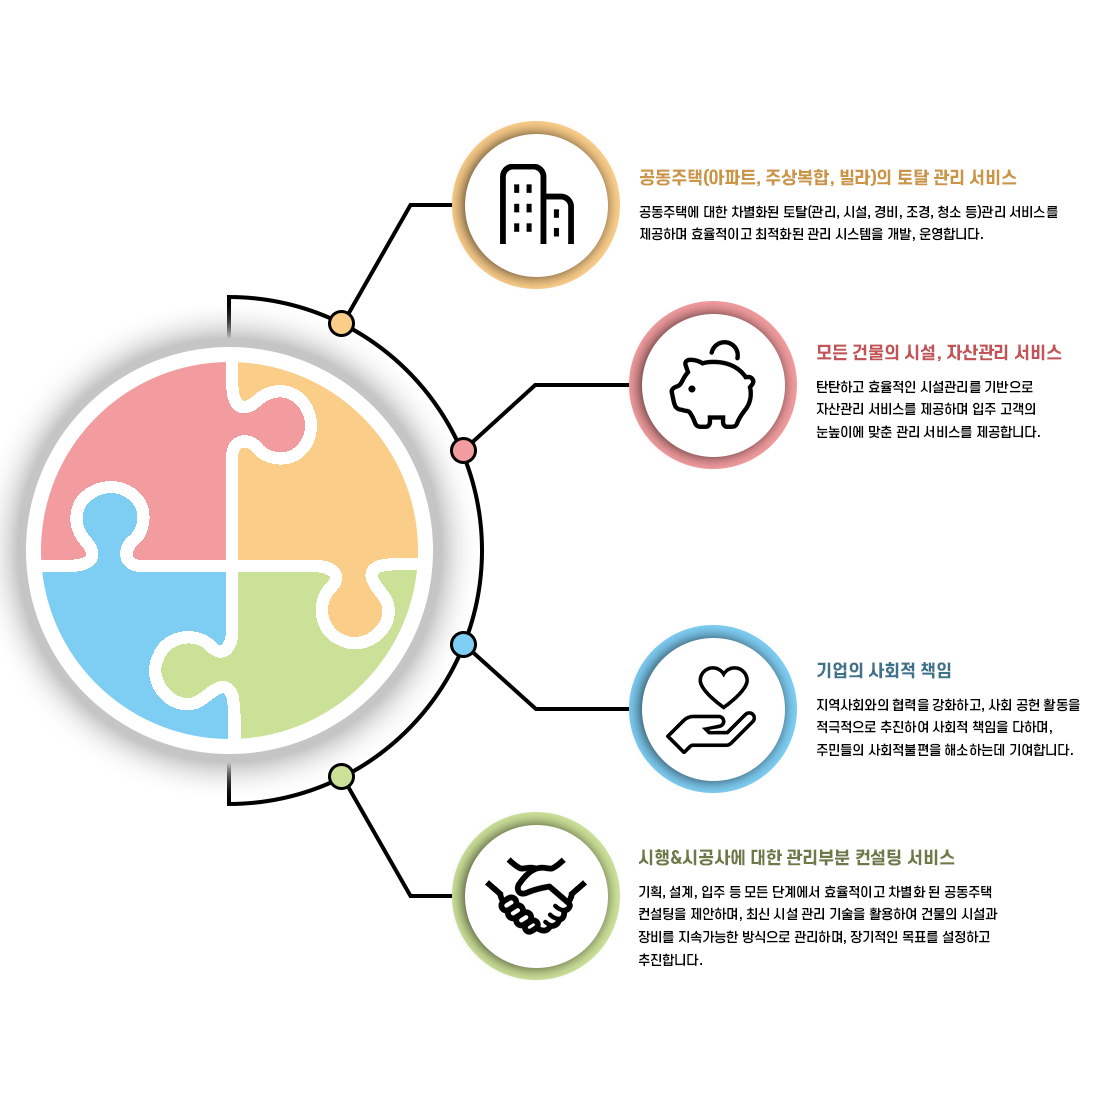 공동주택(아파트, 주상복합, 빌라)의 토탈 관리 서비스
공동주택에 대한 차별화된 토탈(관리, 시설, 경비, 조경, 청소 등)관리 서비스를
제공하며 효율적이고 최적화된 관리 시스템을 개발, 운영합니다.
모든 건물의 시설, 자산관리 서비스
탄탄하고 효율적인 시설관리를 기반으로
자산관리 서비스를 제공하며 입주 고객의
눈높이에 맞춘 관리 서비스를 제공합니다.
기업의 사회적 책임
지역사회와의 협력을 강화하고, 사회 공헌 활동을
적극적으로 추진하여 사회적 책임을 다하며,
주민들의 사회적불편을 해소하는데 기여합니다.
시행&시공사에 대한 관리부분 컨설팅 서비스
기획, 설계, 입주 등 모든 단계에서 효율적이고 차별화 된 공동주택
컨설팅을 제안하며, 최신 시설 관리 기술을 활용하여 건물의 시설과
장비를 지속가능한 방식으로 관리하며, 장기적인 목표를 설정하고
추진합니다.